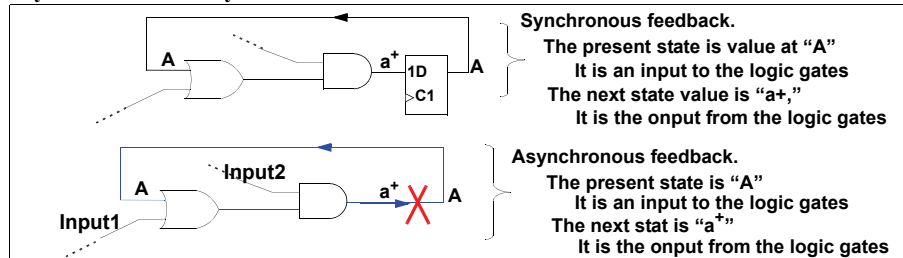 Synchronous feedback.
The present state is value at “A”
It is an input to the logic gates
The next state value is “a+,”
It is the onput from the logic gates
A
a+
1D
C1
A
Asynchronous feedback.
The present state is “A”
It is an input to the logic gates
The next stat is “a+”
It is the onput from the logic gates
Input2
A
a+
A
Input1